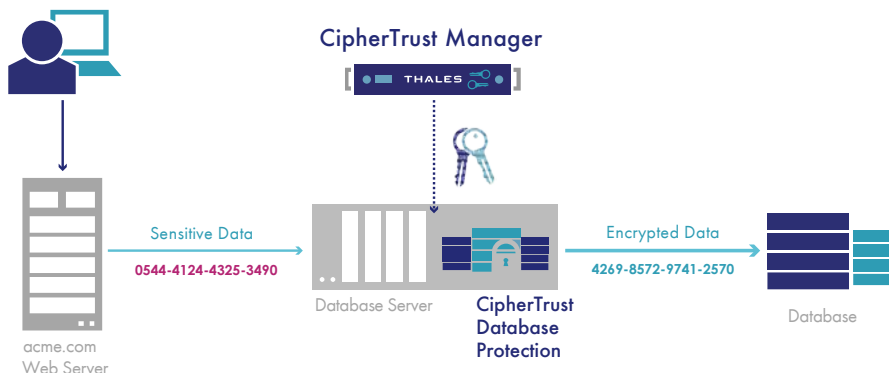 CipherTrust Manager
THALES
Sensitive Data
0544-4124-4325-3490
Encrypted Data
4269-8572-9741-2570
Database Server
CipherTrust
Database
Protection
Database
acme.com
Web Server